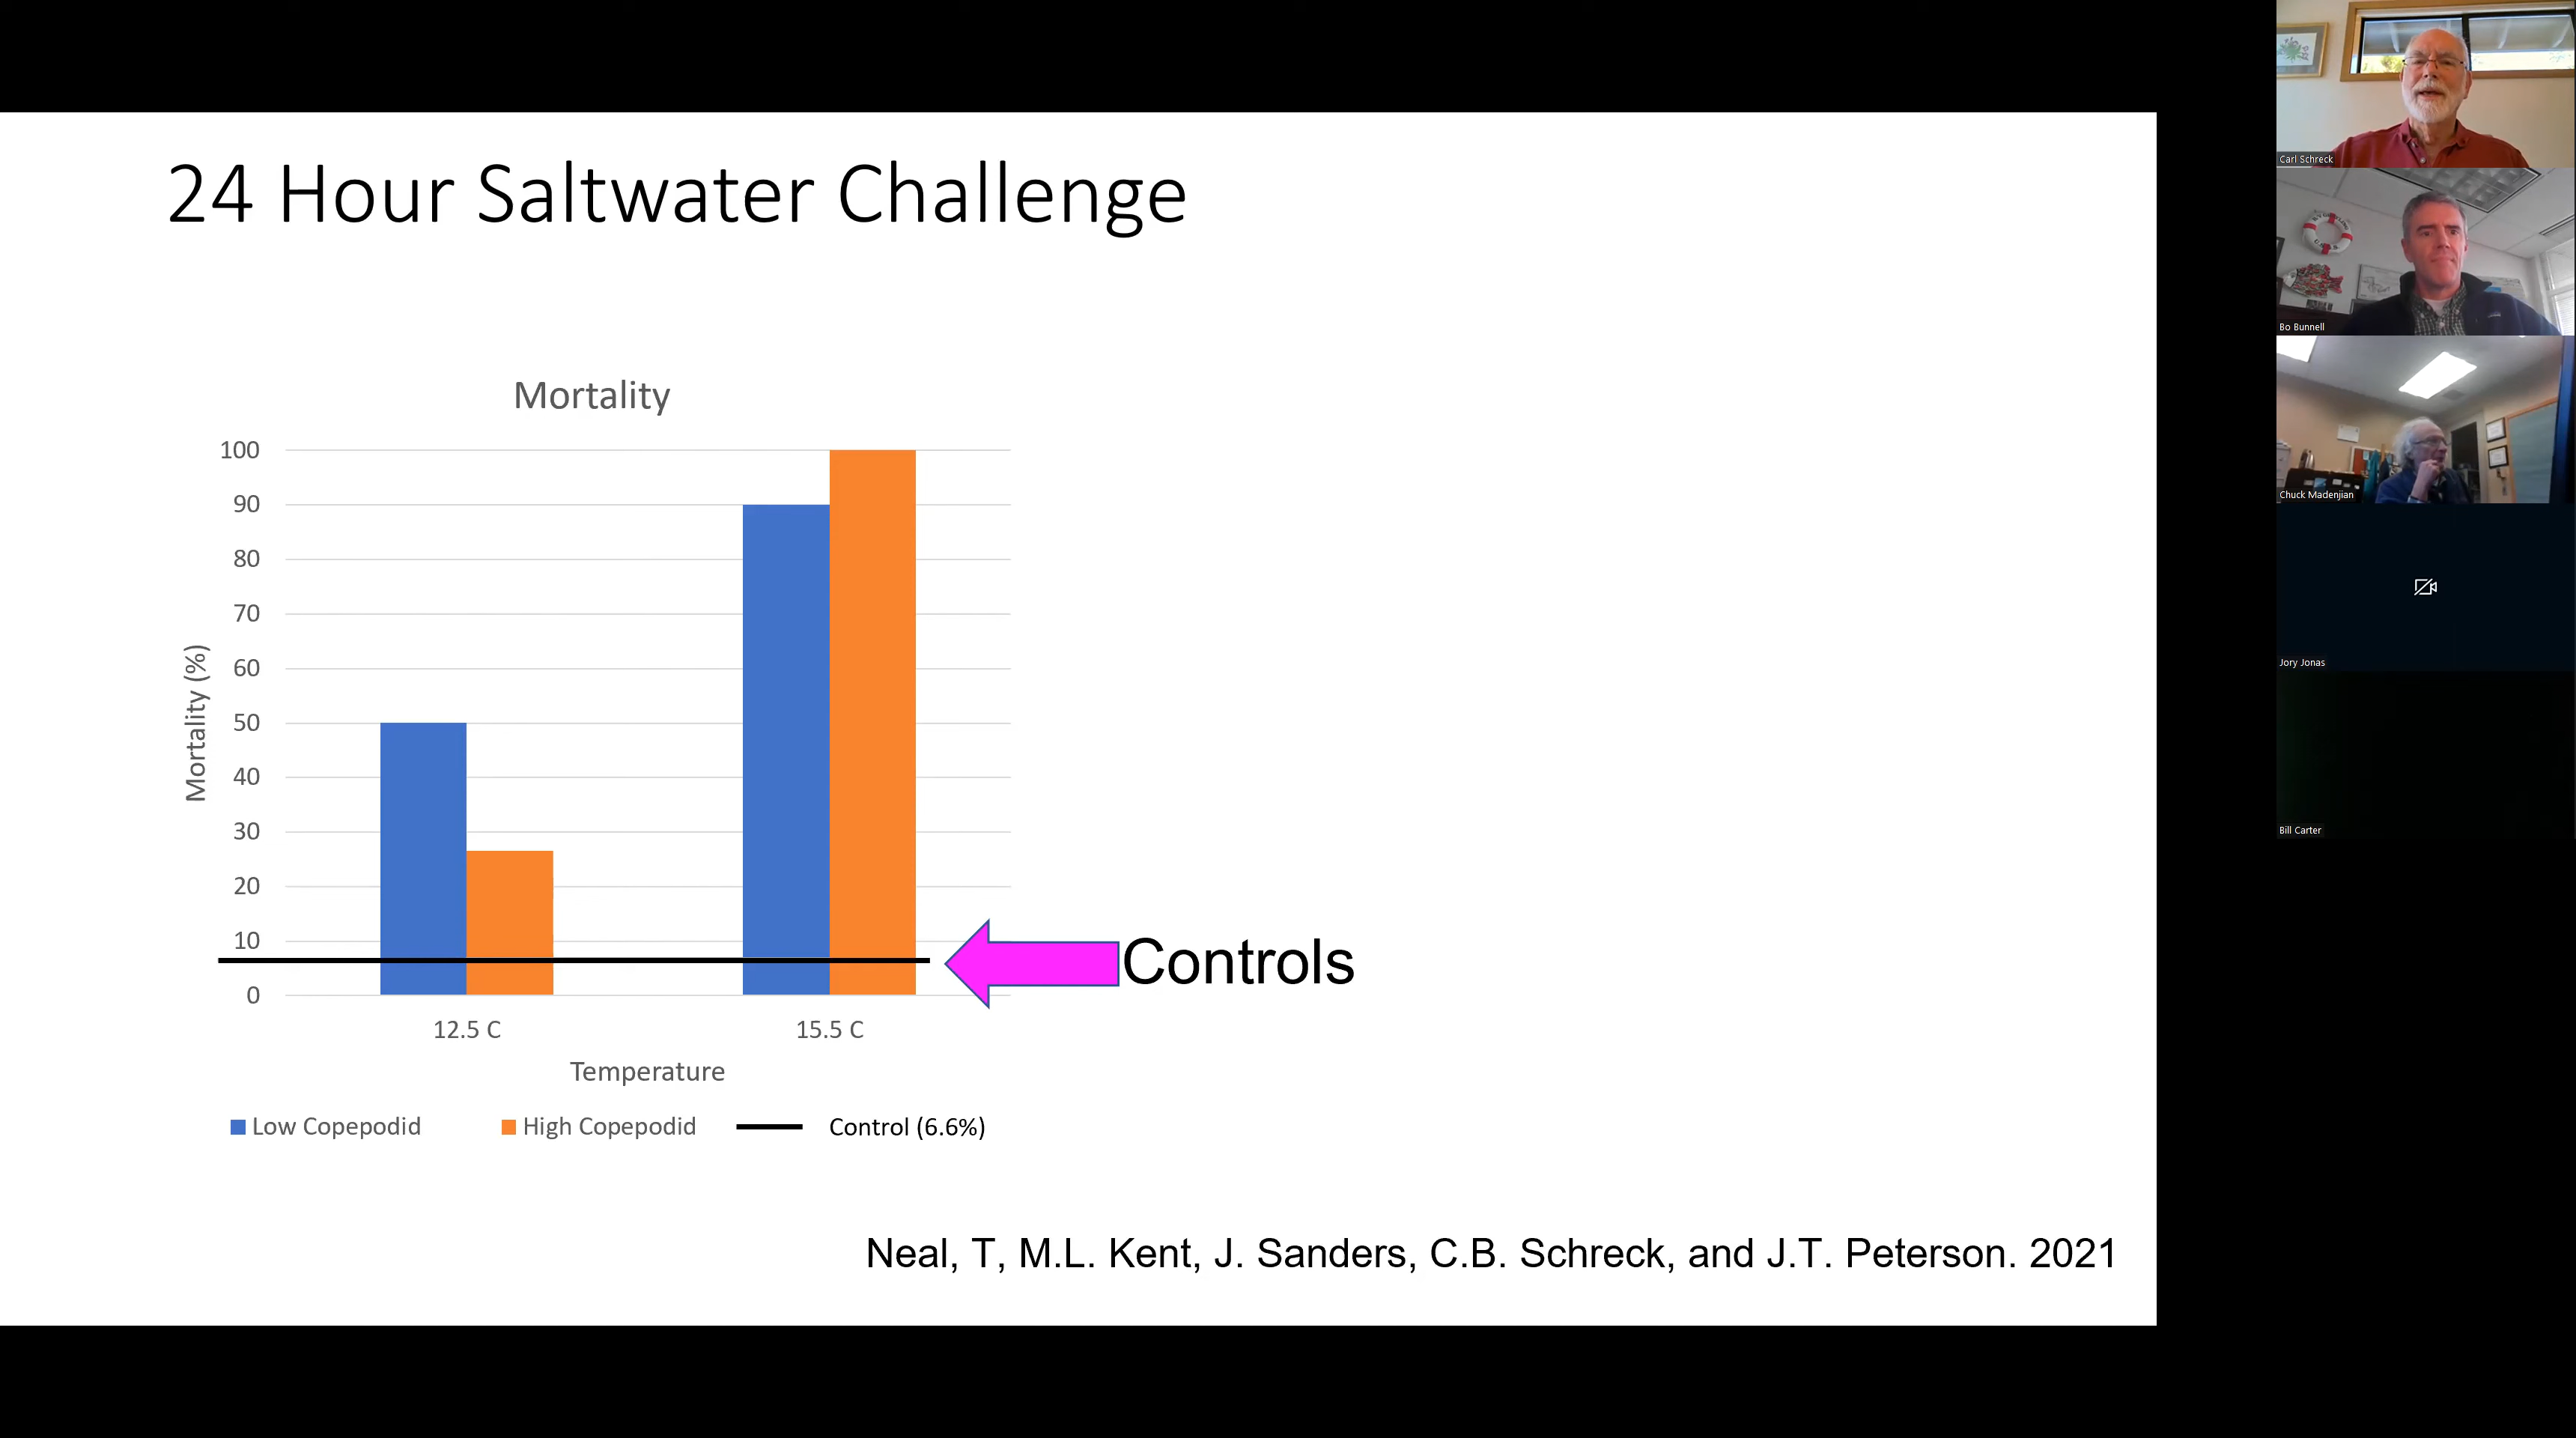 24 Hour Saltwater Challenge
Mortality
100
90
80
70
60
50
40
30
20
10
0
Mortality (%)
12.5 C
15.5 C
Temperature
Low Copepodid
High Copepodid
Control (6.6%)
Controls
Neal, T, M.L. Kent, J. Sanders, C.B. Schreck, and J.T. Peterson. 2021
Carl Schreck
Bo Bunnell
Chuck Madenjian
Jory Jonas
Bill Carter